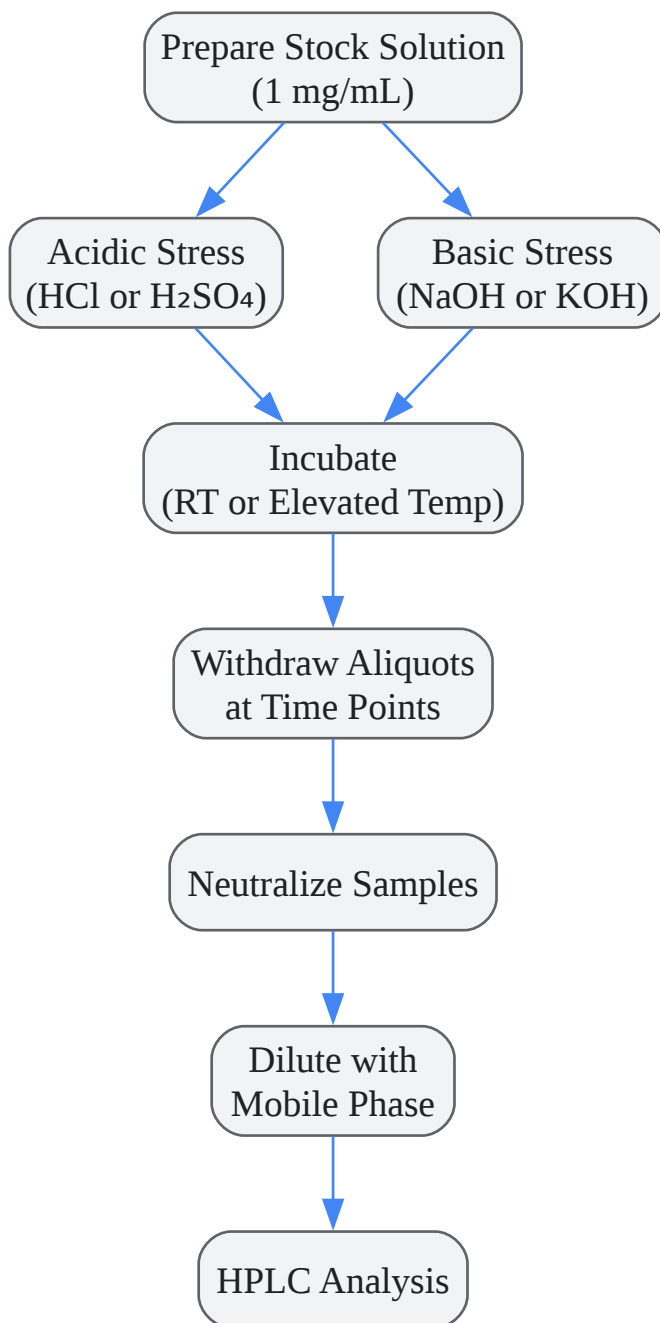 Prepare Stock Solution
(1 mg/mL)
Acidic Stress
(HCl or H₂SO₄)
Basic Stress
(NaOH or KOH)
Incubate
(RT or Elevated Temp)
Withdraw Aliquots
at Time Points
Neutralize Samples
Dilute with
Mobile Phase
HPLC Analysis